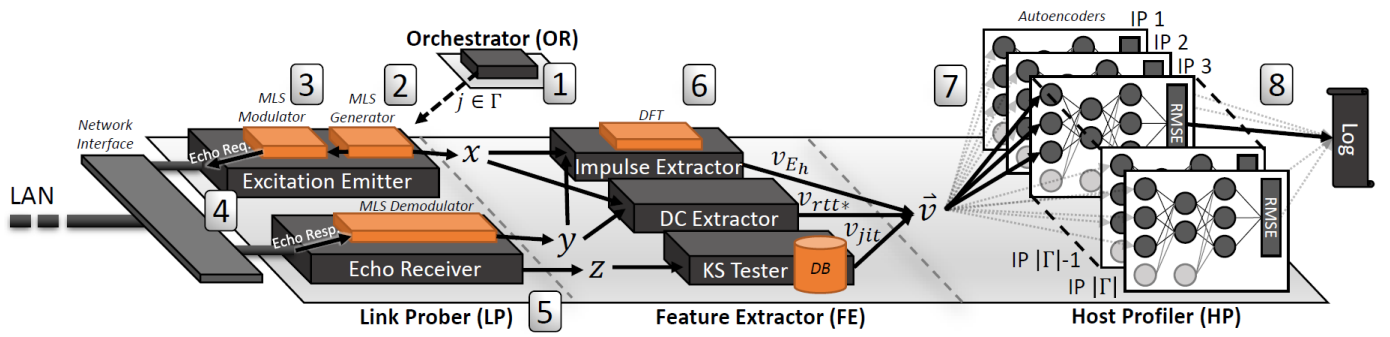 Orchestrator (OR)
1
j ∈ Γ
3
2
MLS
Modulator
MLS
Generator
Network
Interface
Echo Req.
Excitation Emitter
LAN
4
MLS Demodulator
Echo Resp.
Echo Receiver
Link Prober (LP)
5
x
y
z
6
DFT
Impulse Extractor
DC Extractor
KS Tester
DB
v_{E_h}
v_{rtt*}
v_{jit}
v⃗
Feature Extractor (FE)
7
Autoencoders
IP 1
IP 2
IP 3
RMSE
IP |Γ|-1
IP |Γ|
RMSE
Host Profiler (HP)
8
Log